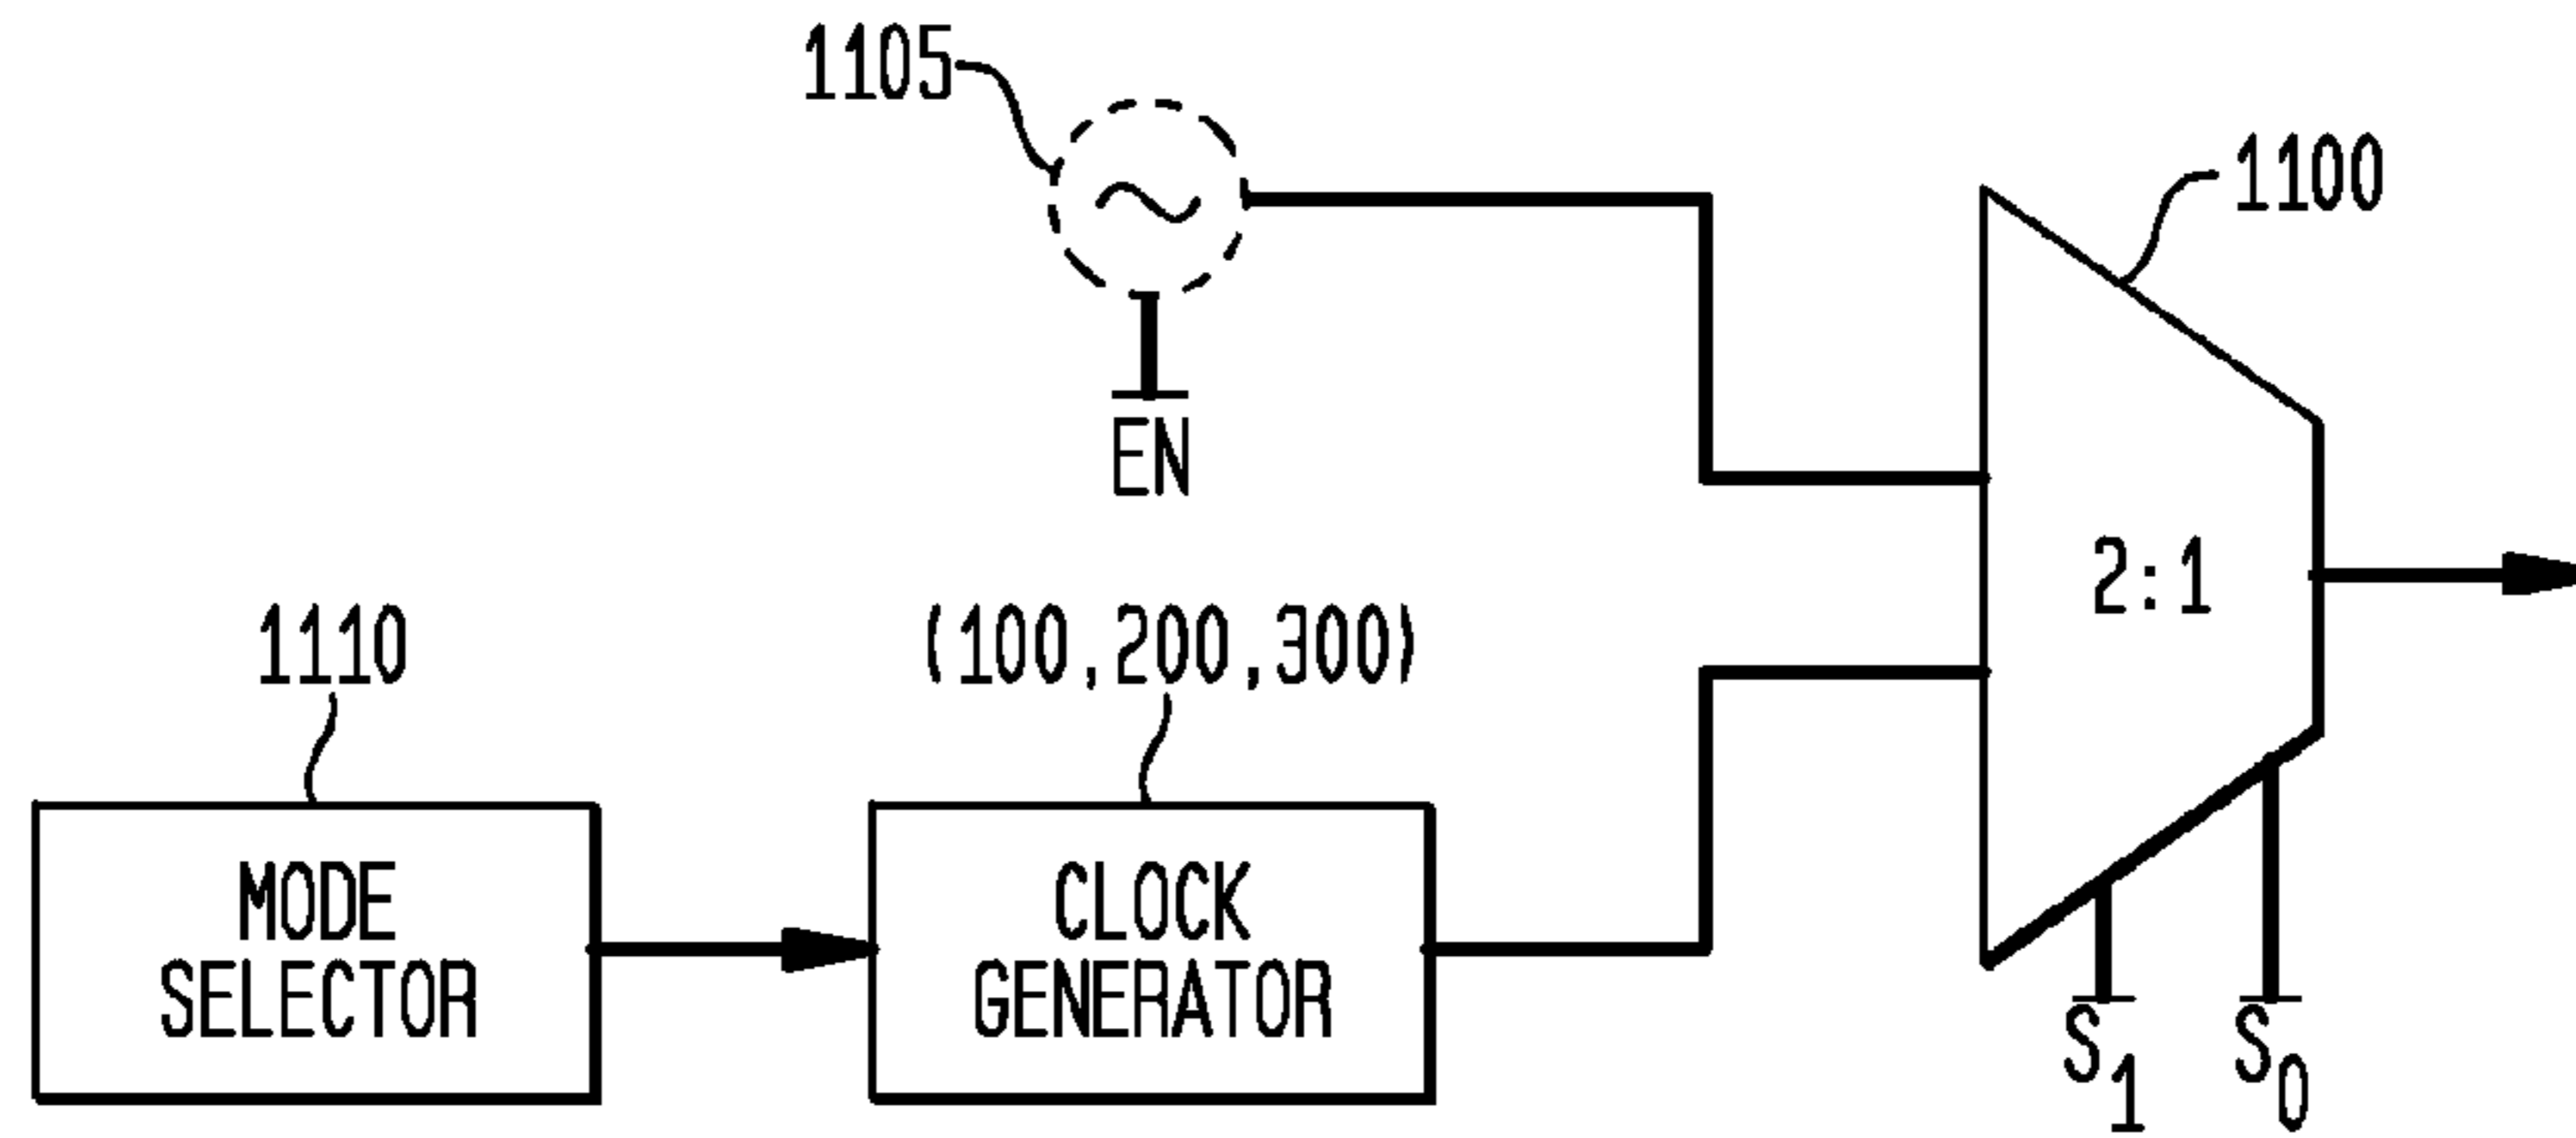 1105
1100
EN
2:1
1110
(100,200,300)
MODE
SELECTOR
CLOCK
GENERATOR
S1
S0